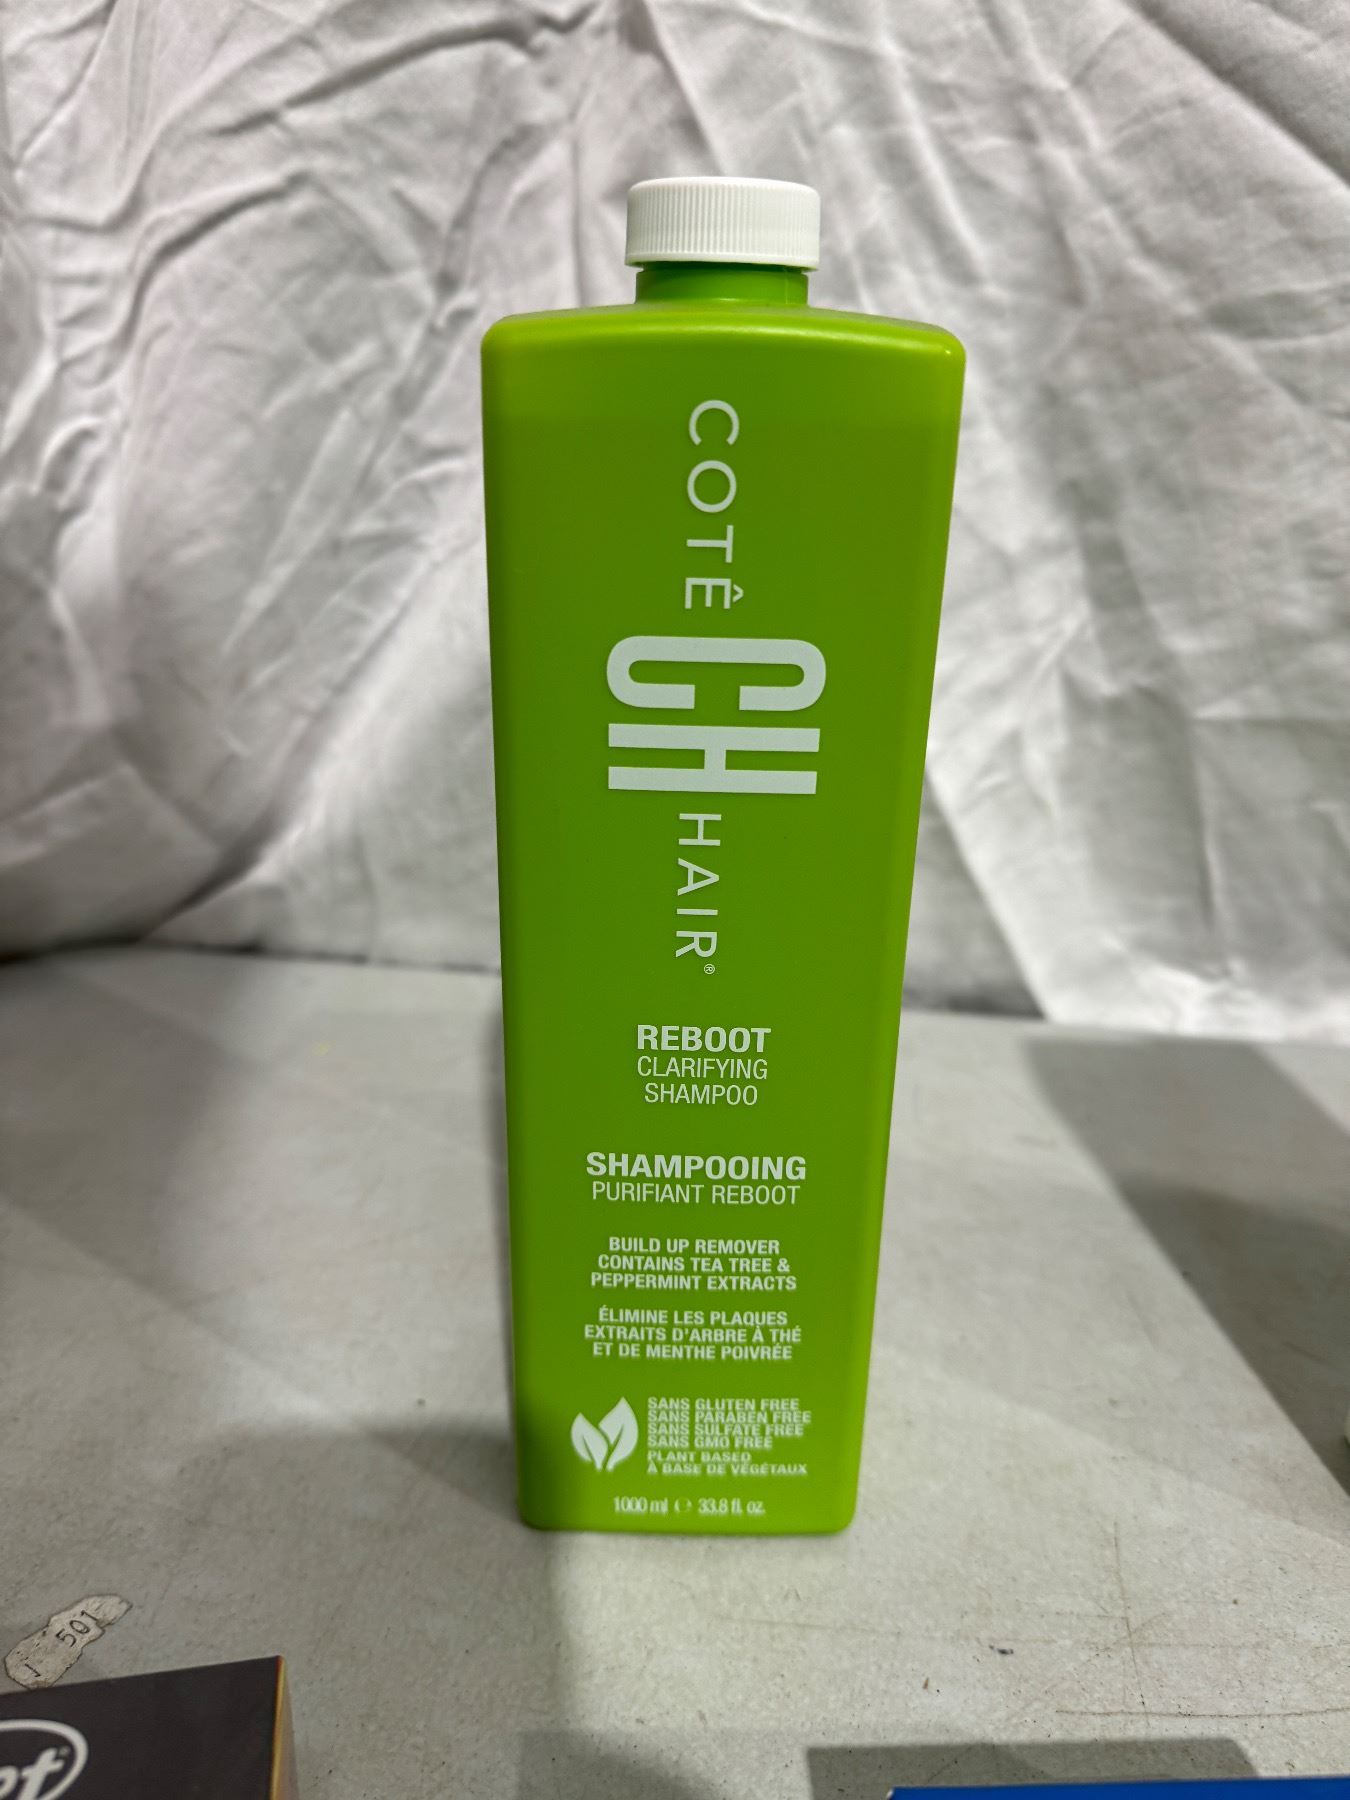 COTÊ
CH
HAIR®
REBOOT
CLARIFYING
SHAMPOO
SHAMPOOING
PURIFIANT REBOOT
BUILD UP REMOVER
CONTAINS TEA TREE &
PEPPERMINT EXTRACTS
ÉLIMINE LES PLAQUES
EXTRAITS D'ARBRE À THÉ
ET DE MENTHE POIVRÉE
SANS GLUTEN FREE
SANS PARABEN FREE
SANS SULFATE FREE
SANS GMO FREE
PLANT BASED
À BASE DE VÉGÉTAUX
1000 ml ℮ 33.8 fl. oz.
501